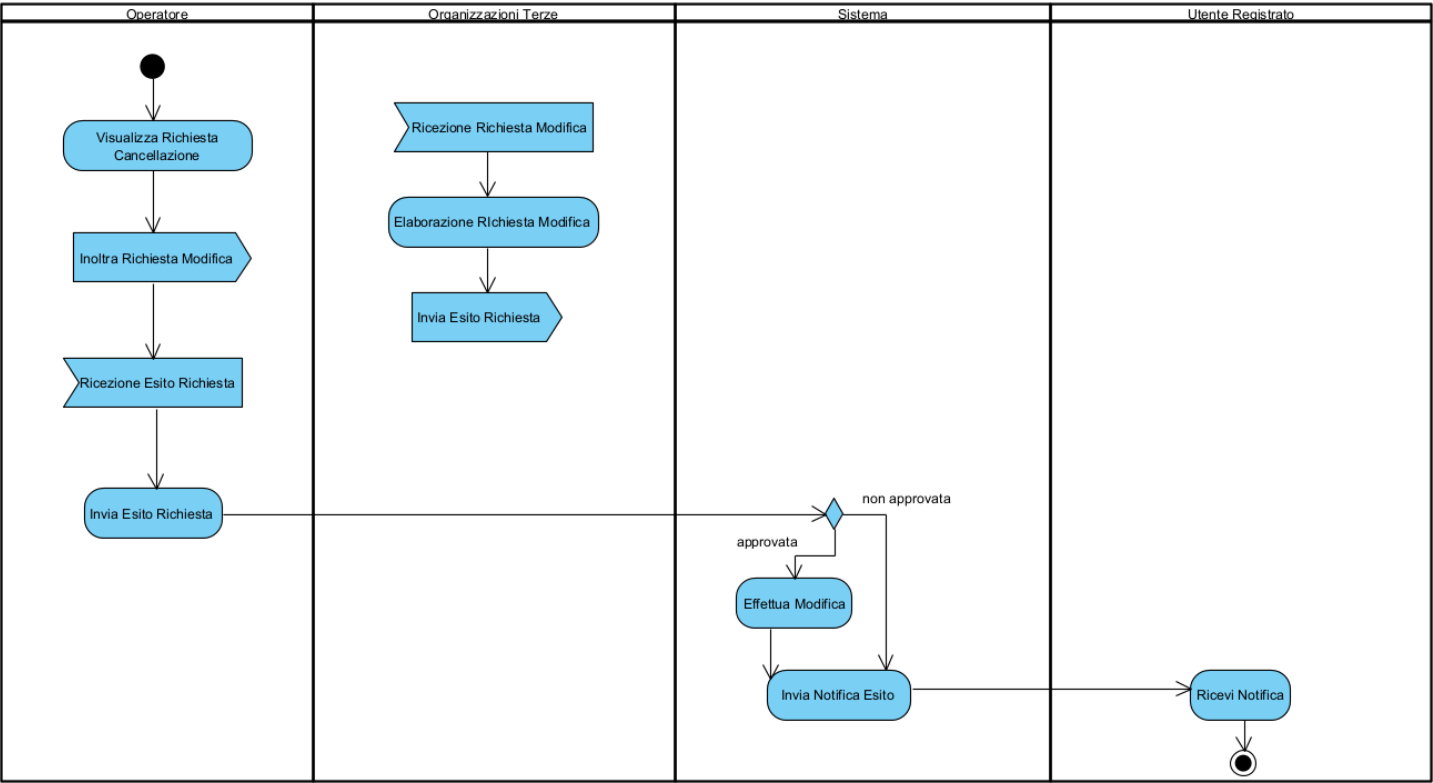 Operatore
Organizzazioni Terze
Sistema
Utente Registrato
Visualizza Richiesta
Cancellazione
Inoltra Richiesta Modifica
Ricezione Esito Richiesta
Invia Esito Richiesta
Ricezione Richiesta Modifica
Elaborazione RIchiesta Modifica
Invia Esito Richiesta
non approvata
approvata
Effettua Modifica
Invia Notifica Esito
Ricevi Notifica